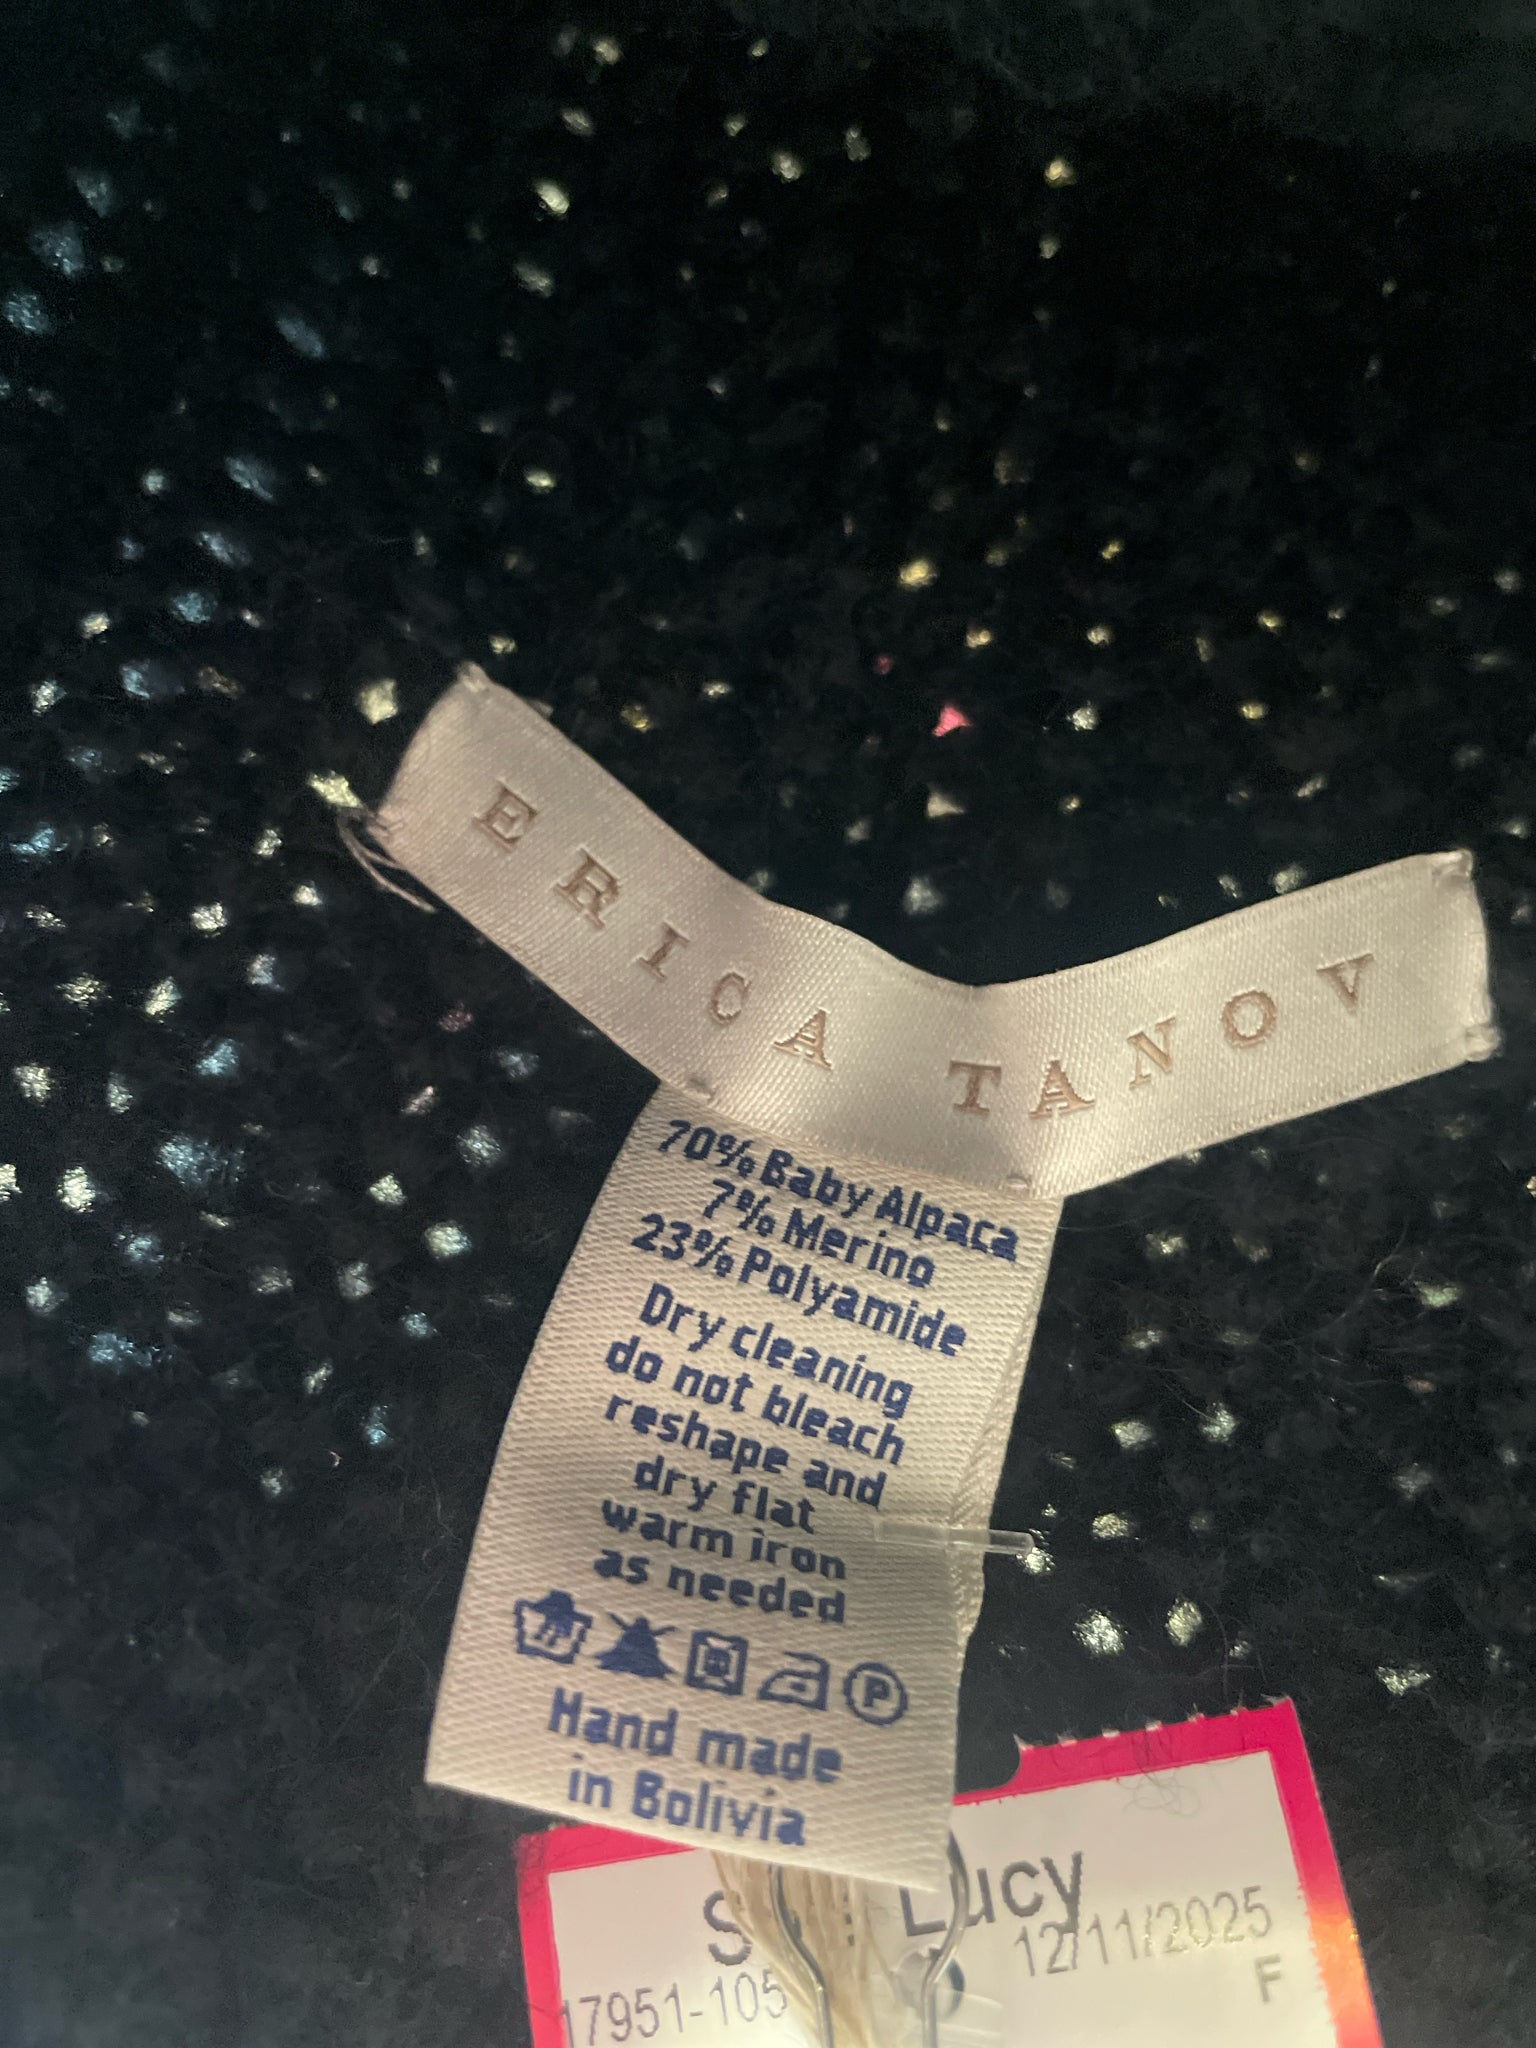 ERICA TANOV
70% Baby Alpaca
7% Merino
23% Polyamide
Dry cleaning
do not bleach
reshape and
dry flat
warm iron
as needed
P
Hand made
in Bolivia
Lucy
12/11/2025
17951-105
F